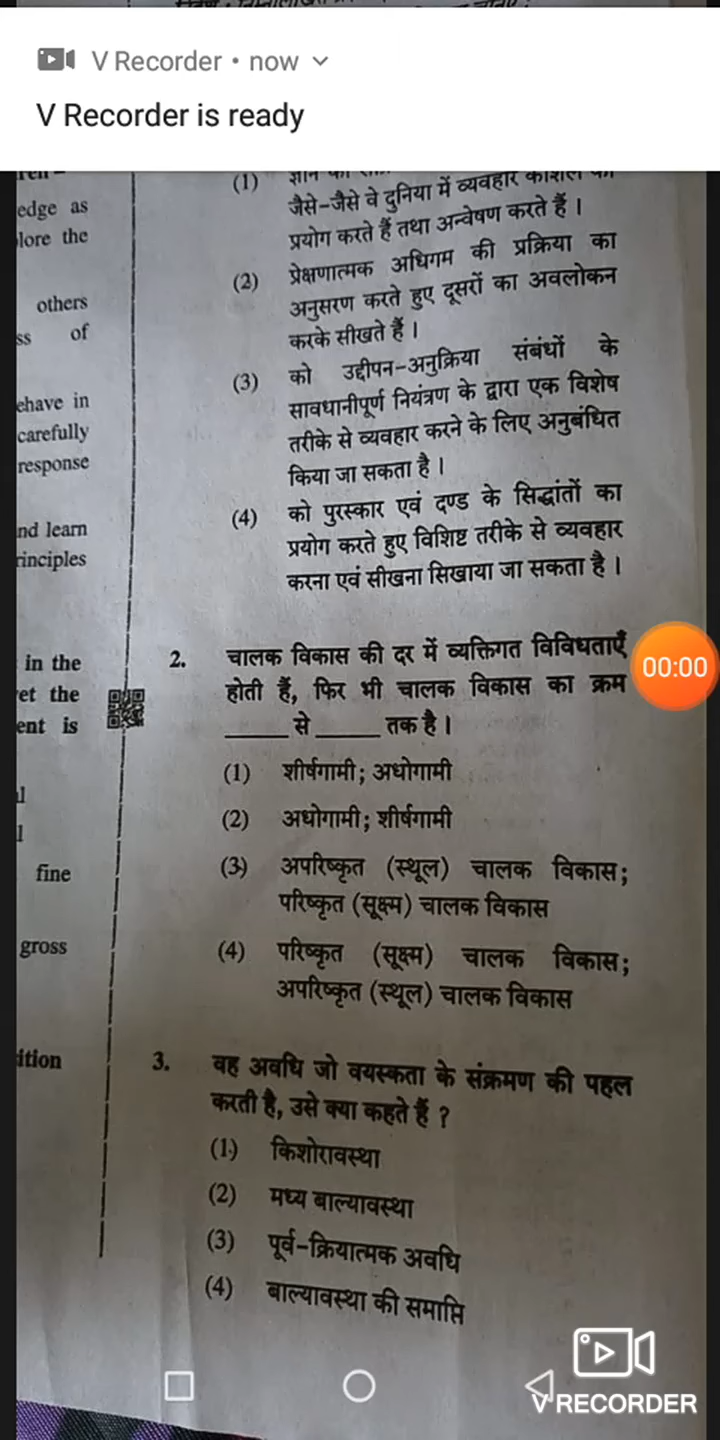 V Recorder • now
V Recorder is ready
edge as
lore the
others
ss of
ehave in
carefully
response
nd learn
rinciples
in the
et the
ent is
fine
gross
ition
(1)
जैसे-जैसे वे दुनिया में व्यवहार कौशल का
प्रयोग करते हैं तथा अन्वेषण करते हैं ।
(2) प्रेक्षणात्मक अधिगम की प्रक्रिया का
अनुसरण करते हुए दूसरों का अवलोकन
करके सीखते हैं ।
(3) को उद्दीपन-अनुक्रिया संबंधों के
सावधानीपूर्ण नियंत्रण के द्वारा एक विशेष
तरीके से व्यवहार करने के लिए अनुबंधित
किया जा सकता है ।
(4) को पुरस्कार एवं दण्ड के सिद्धांतों का
प्रयोग करते हुए विशिष्ट तरीके से व्यवहार
करना एवं सीखना सिखाया जा सकता है ।
2. चालक विकास की दर में व्यक्तिगत विविधताएँ
होती हैं, फिर भी चालक विकास का क्रम
_____ से _____ तक है ।
(1) शीर्षगामी ; अधोगामी
(2) अधोगामी ; शीर्षगामी
(3) अपरिष्कृत (स्थूल) चालक विकास ;
परिष्कृत (सूक्ष्म) चालक विकास
(4) परिष्कृत (सूक्ष्म) चालक विकास ;
अपरिष्कृत (स्थूल) चालक विकास
3. वह अवधि जो वयस्कता के संक्रमण की पहल
करती है, उसे क्या कहते हैं ?
(1) किशोरावस्था
(2) मध्य बाल्यावस्था
(3) पूर्व-क्रियात्मक अवधि
(4) बाल्यावस्था की समाप्ति
00:00
V RECORDER